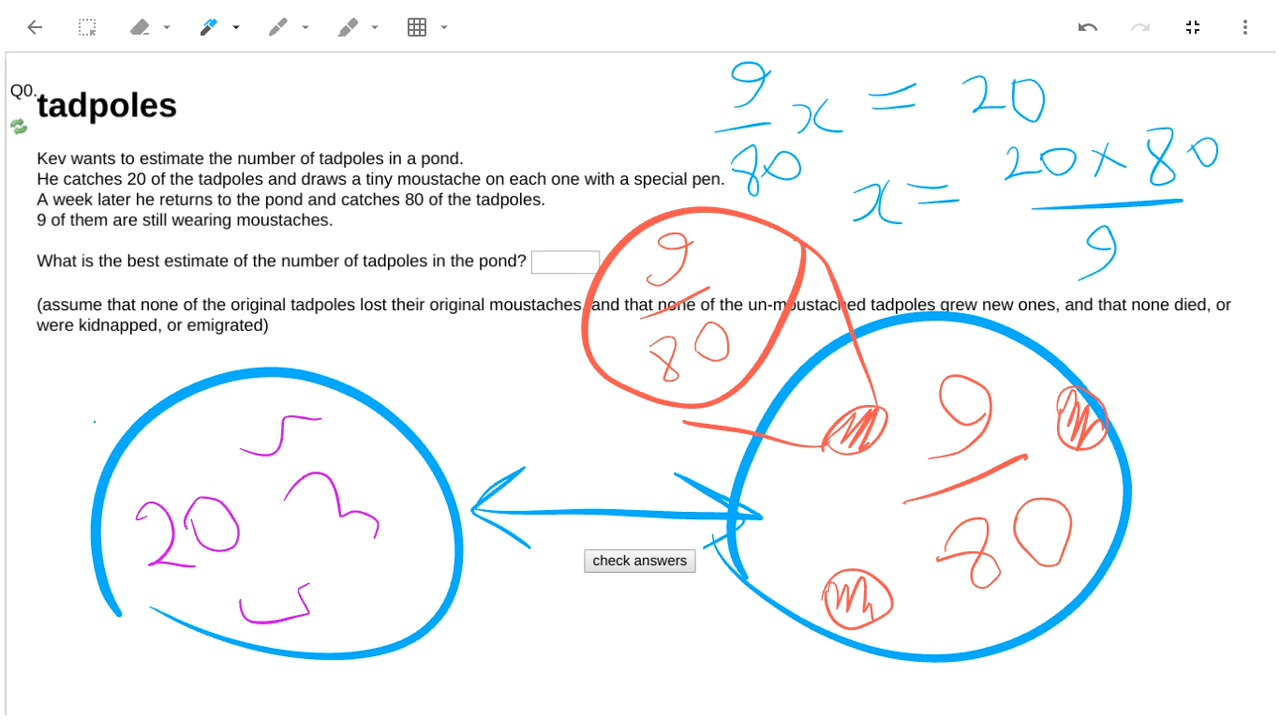 Q0.
tadpoles
Kev wants to estimate the number of tadpoles in a pond.
He catches 20 of the tadpoles and draws a tiny moustache on each one with a special pen.
A week later he returns to the pond and catches 80 of the tadpoles.
9 of them are still wearing moustaches.
What is the best estimate of the number of tadpoles in the pond?
(assume that none of the original tadpoles lost their original moustaches, and that none of the un-moustached tadpoles grew new ones, and that none died, or
were kidnapped, or emigrated)
9/80 x = 20
x = 20 × 80 / 9
9/80
20
9/80
check answers